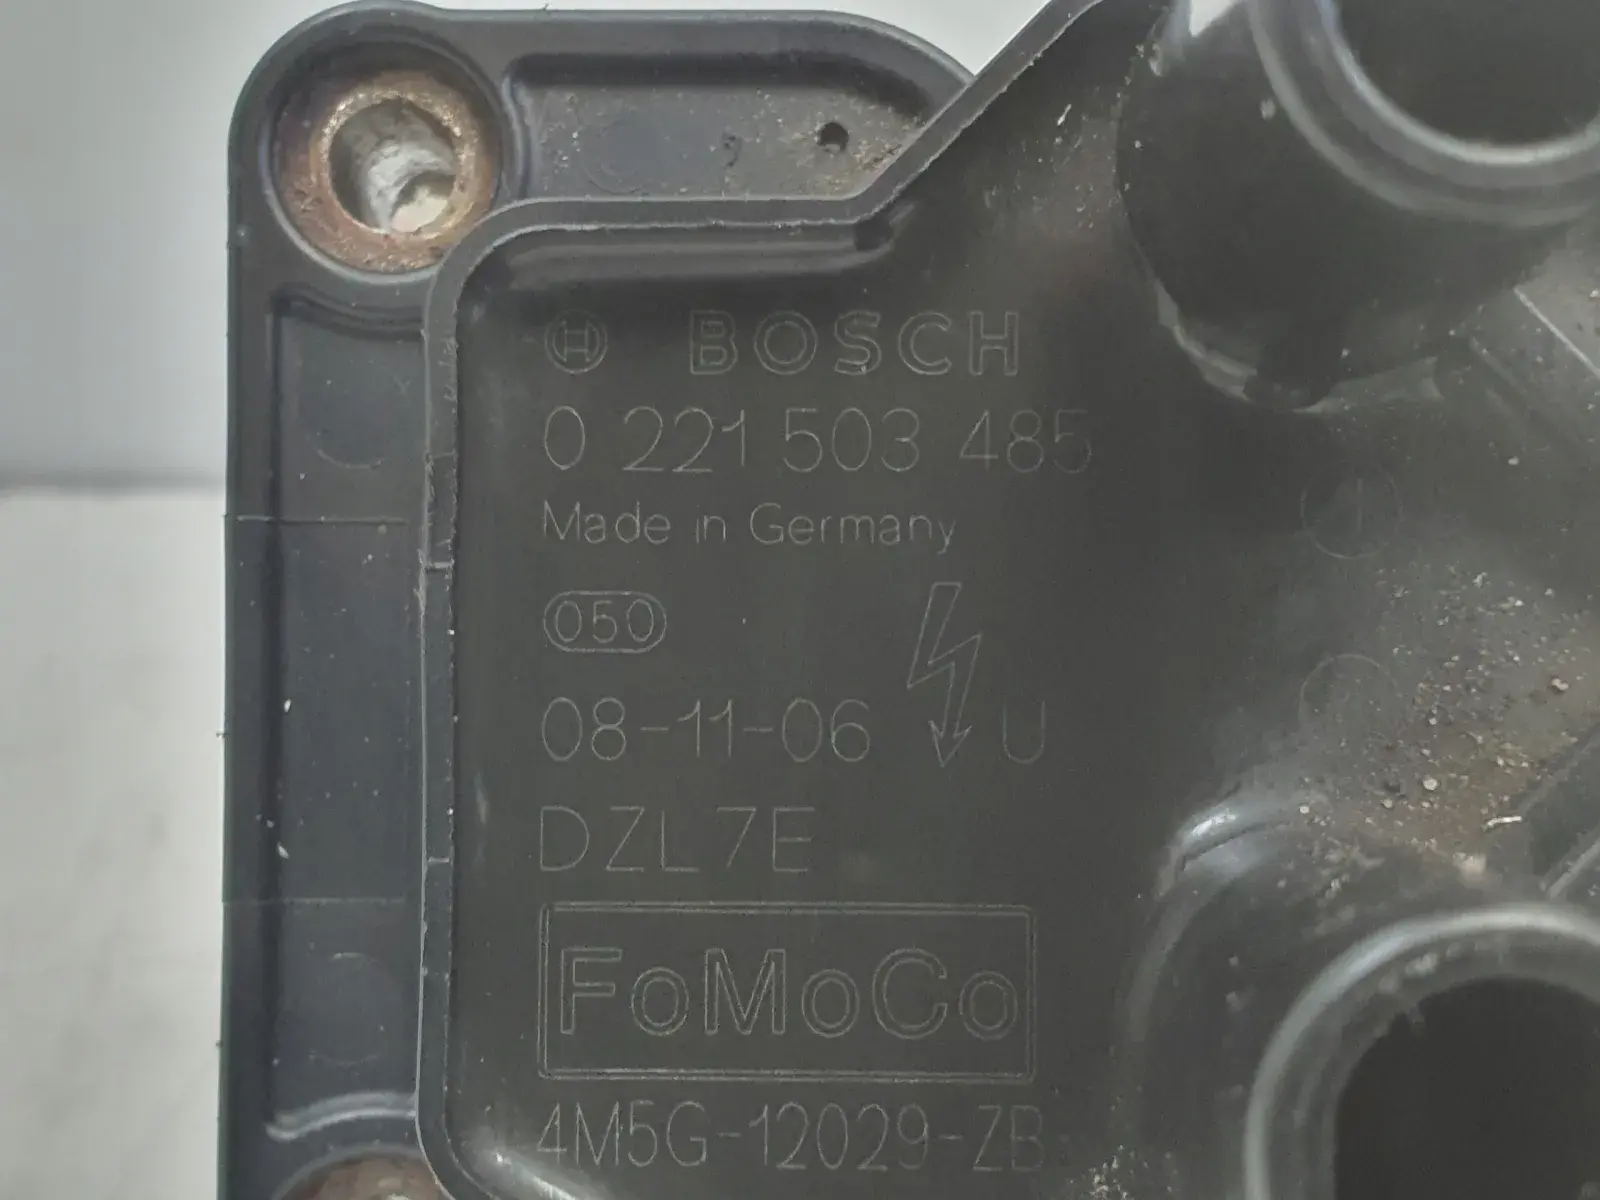 BOSCH
0 221 503 485
Made in Germany
050
08-11-06 U
DZL7E
FoMoCo
4M5G-12029-ZB